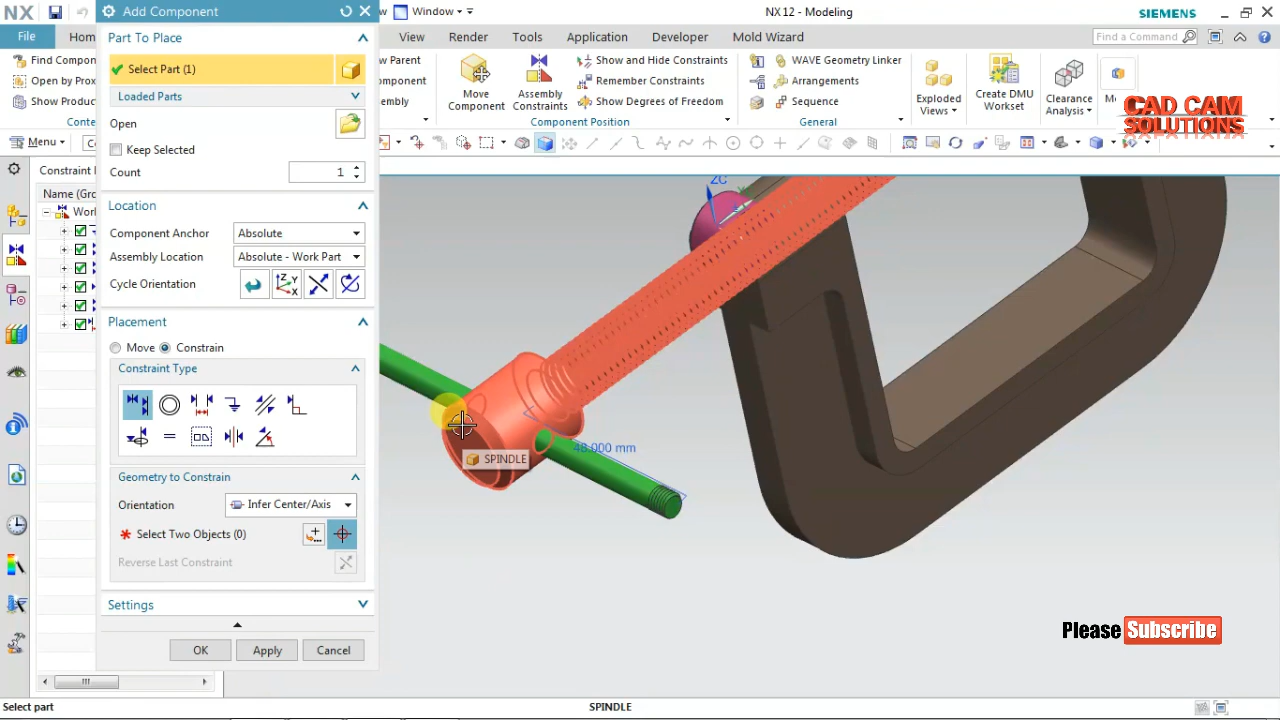 NX
Add Component
w Window
NX 12 - Modeling
SIEMENS
File
Hom
View
Render
Tools
Application
Developer
Mold Wizard
Find a Command
Part To Place
Select Part (1)
Loaded Parts
Open
Keep Selected
Count
1
Find Compon
Open by Prox
Show Produc
Conte
w Parent
mponent
embly
Move
Component
Assembly
Constraints
Show and Hide Constraints
Remember Constraints
Show Degrees of Freedom
Component Position
WAVE Geometry Linker
Arrangements
Sequence
General
Exploded
Views
Create DMU
Workset
Clearance
Analysis
CAD CAM
SOLUTIONS
Menu
Constraint
Name (Gro
Work
Location
Component Anchor
Absolute
Assembly Location
Absolute - Work Part
Cycle Orientation
Placement
Move
Constrain
Constraint Type
Geometry to Constrain
Orientation
Infer Center/Axis
Select Two Objects (0)
Reverse Last Constraint
Settings
OK
Apply
Cancel
ZC
48.000 mm
SPINDLE
Please Subscribe
Select part
SPINDLE